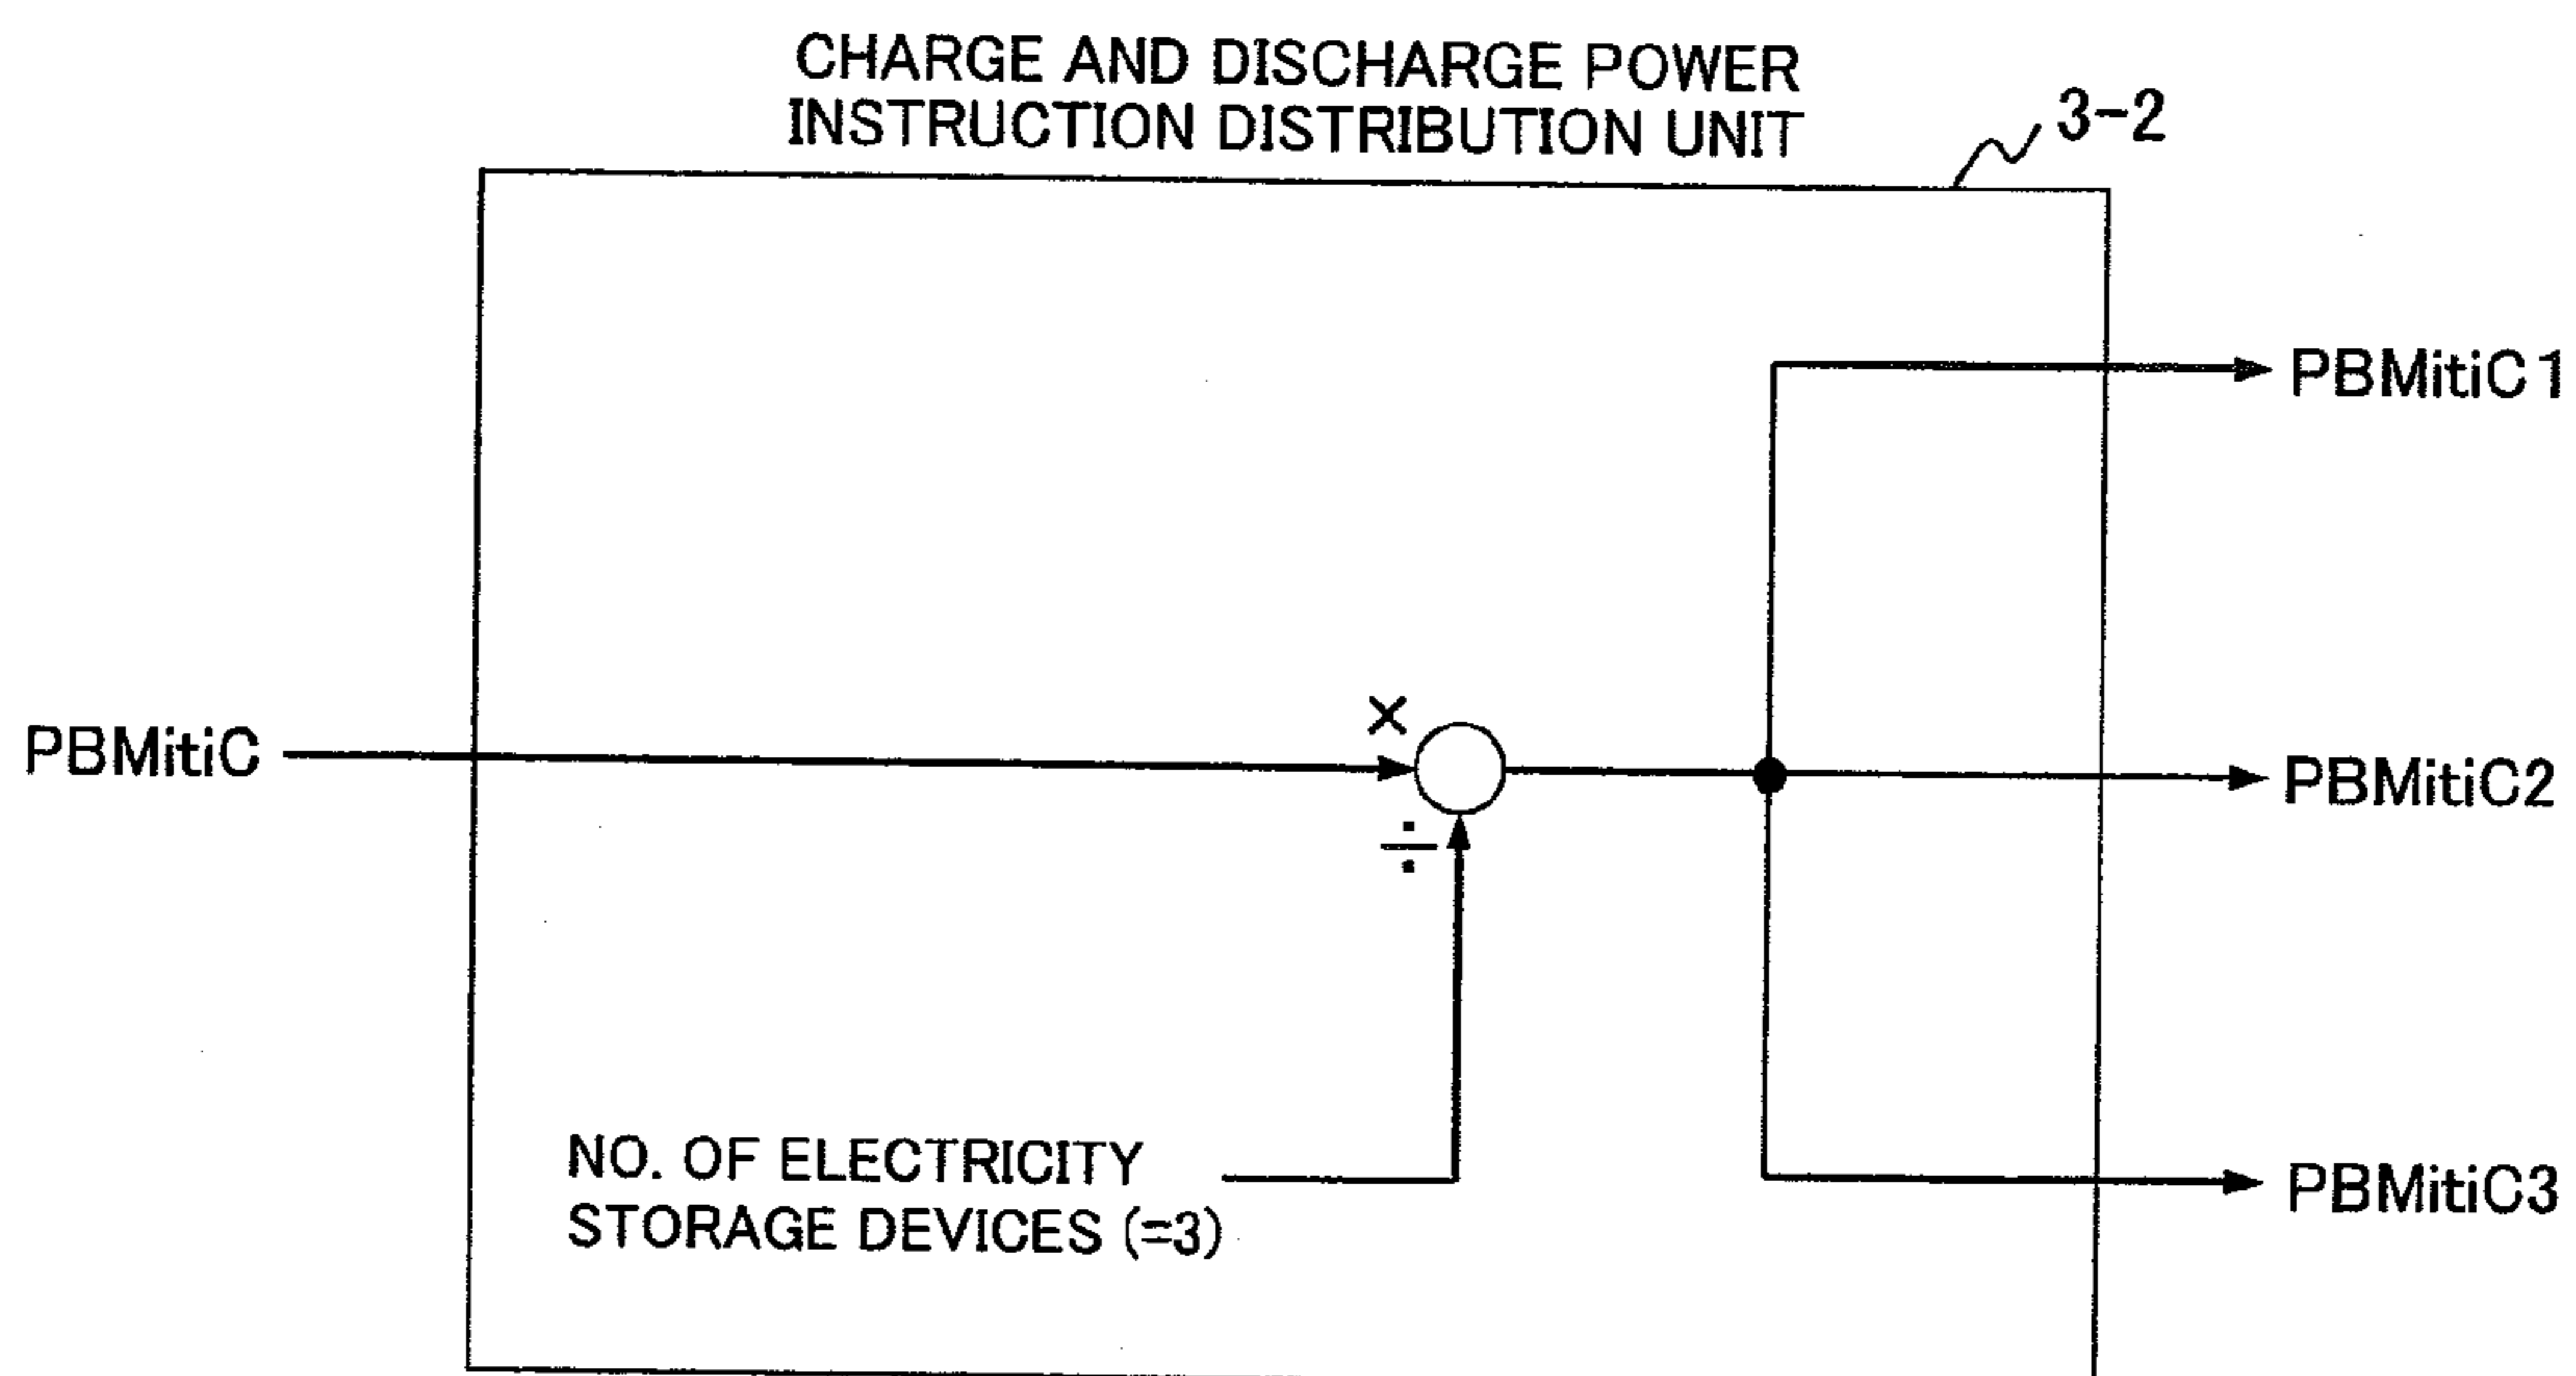 CHARGE AND DISCHARGE POWER
INSTRUCTION DISTRIBUTION UNIT
3-2
PBMitiC1
×
PBMitiC
÷
PBMitiC2
NO. OF ELECTRICITY
STORAGE DEVICES (=3)
PBMitiC3